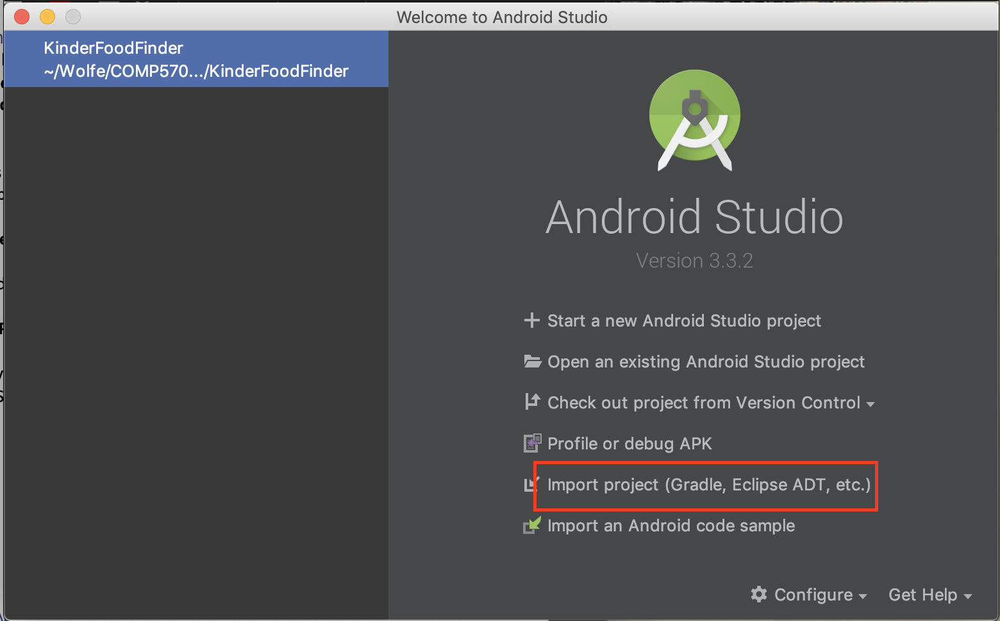 Welcome to Android Studio
KinderFoodFinder
~/Wolfe/COMP570.../KinderFoodFinder
Android Studio
Version 3.3.2
Start a new Android Studio project
Open an existing Android Studio project
Check out project from Version Control
Profile or debug APK
Import project (Gradle, Eclipse ADT, etc.)
Import an Android code sample
Configure
Get Help